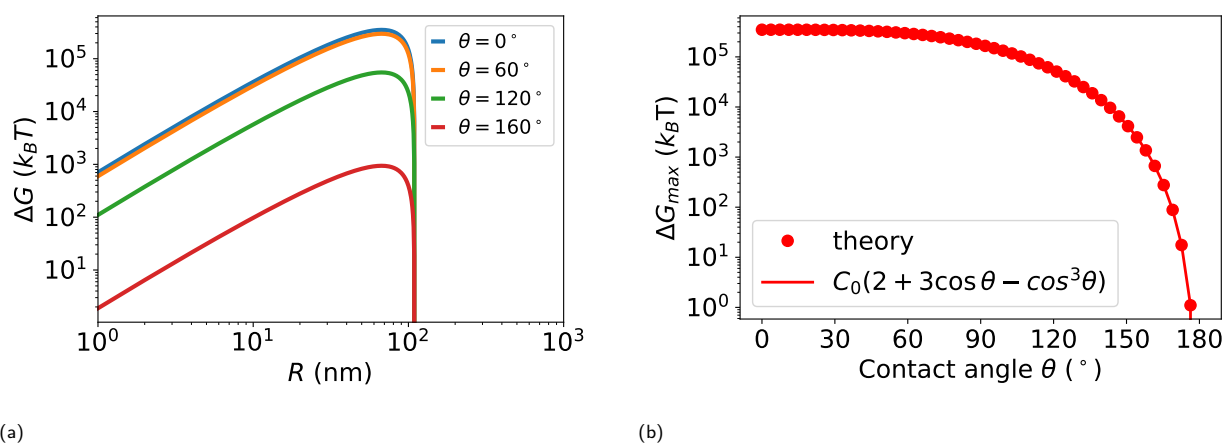 10^5
10^4
10^3
10^2
10^1
ΔG (k_BT)
θ = 0°
θ = 60°
θ = 120°
θ = 160°
10^0 10^1 10^2 10^3
R (nm)
(a)
10^5
10^4
10^3
10^2
10^1
10^0
ΔG_max (k_BT)
theory
C_0(2 + 3cos θ − cos^3θ)
0 30 60 90 120 150 180
Contact angle θ (°)
(b)